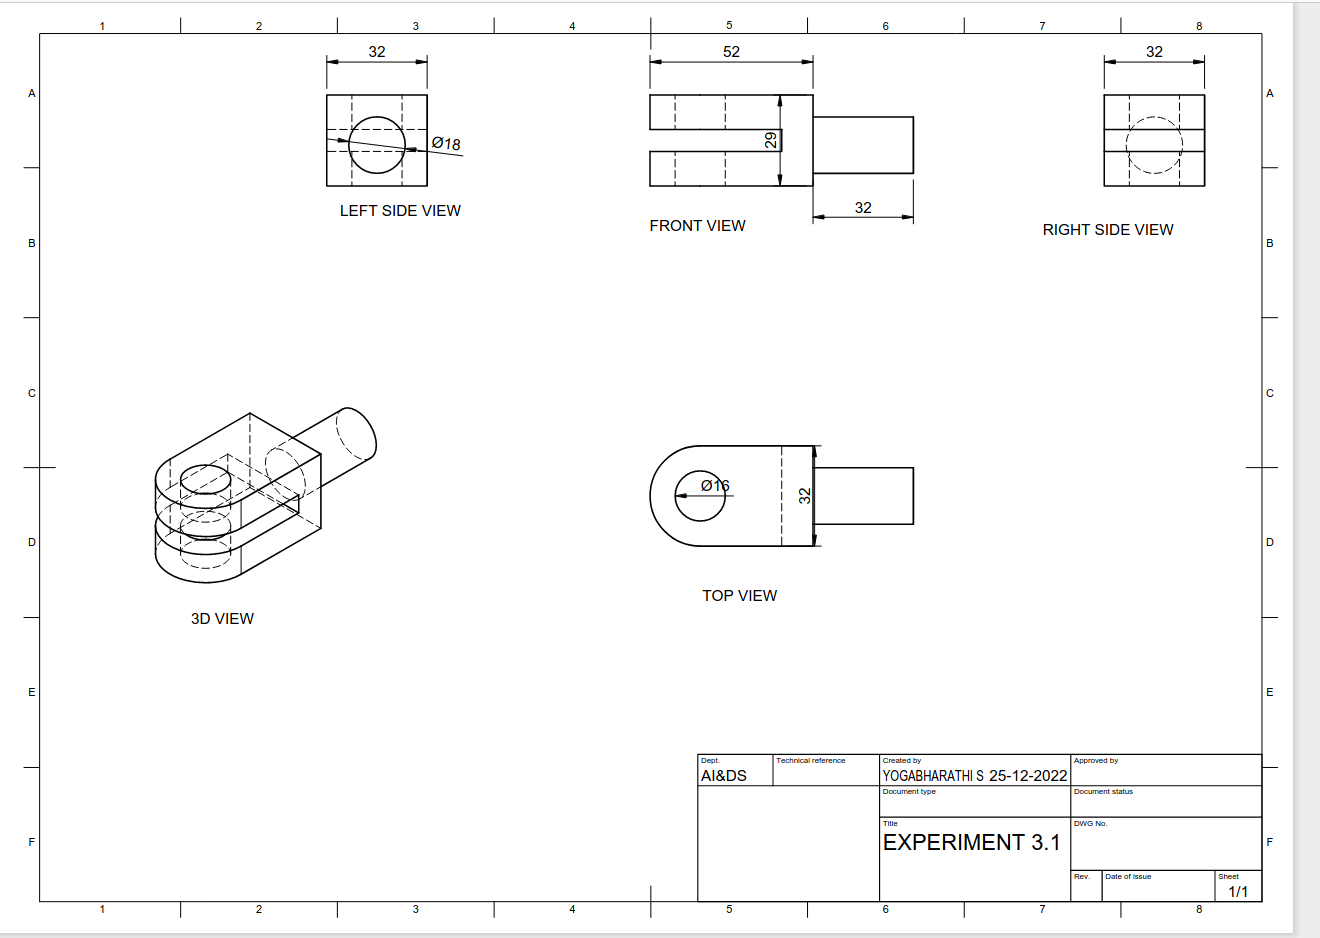 1 2 3 4 5 6 7 8
32 52 32
A A
Ø18 29
LEFT SIDE VIEW 32
FRONT VIEW RIGHT SIDE VIEW
B B
C C
Ø16 32
D D
TOP VIEW
3D VIEW
E E
Dept. Technical reference Created by Approved by
AI&DS YOGABHARATHI S 25-12-2022
Document type Document status
Title DWG No.
F EXPERIMENT 3.1 F
Rev. Date of issue Sheet
1/1
1 2 3 4 5 6 7 8